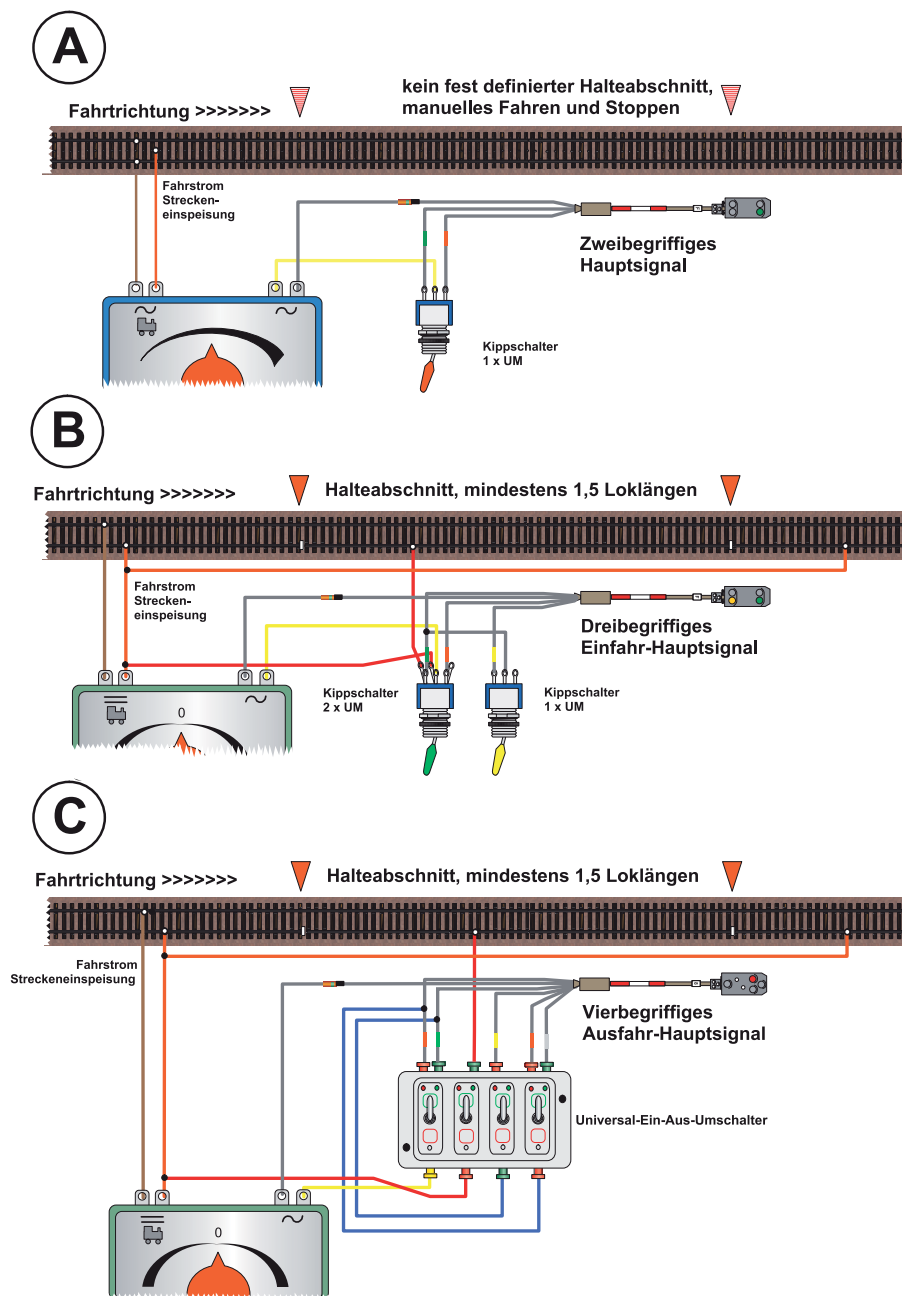 A
kein fest definierter Halteabschnitt,
manuelles Fahren und Stoppen
Fahrtrichtung >>>>>>>
Fahrstrom
Strecken-
einspeisung
Zweibegriffiges
Hauptsignal
Kippschalter
1 x UM
B
Fahrtrichtung >>>>>>>
Halteabschnitt, mindestens 1,5 Loklängen
Fahrstrom
Strecken-
einspeisung
Dreibegriffiges
Einfahr-Hauptsignal
0
Kippschalter
2 x UM
Kippschalter
1 x UM
C
Fahrtrichtung >>>>>>>
Halteabschnitt, mindestens 1,5 Loklängen
Fahrstrom
Streckeneinspeisung
Vierbegriffiges
Ausfahr-Hauptsignal
Universal-Ein-Aus-Umschalter
0